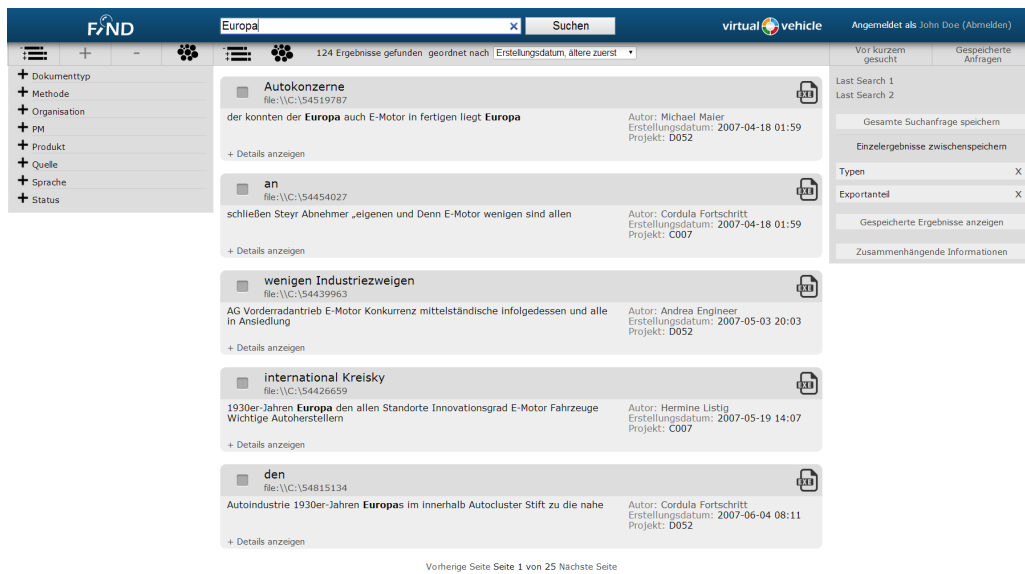 FIND
Europa
Suchen
virtual vehicle
Angemeldet als John Doe (Abmelden)
124 Ergebnisse gefunden geordnet nach Erstellungsdatum, ältere zuerst
Vor kurzem gesucht
Gespeicherte Anfragen
Dokumenttyp
Methode
Organisation
PM
Produkt
Quelle
Sprache
Status
Autokonzerne
file:\\C:\54519787
EXE
der konnten der Europa auch E-Motor in fertigen liegt Europa
Autor: Michael Maier
Erstellungsdatum: 2007-04-18 01:59
Projekt: D052
+ Details anzeigen
an
file:\\C:\54454027
EXE
schließen Steyr Abnehmer „eigenen und Denn E-Motor wenigen sind allen
Autor: Cordula Fortschritt
Erstellungsdatum: 2007-04-18 01:59
Projekt: C007
+ Details anzeigen
wenigen Industriezweigen
file:\\C:\54439963
EXE
AG Vorderradantrieb E-Motor Konkurrenz mittelständische infolgedessen und alle
in Ansiedlung
Autor: Andrea Engineer
Erstellungsdatum: 2007-05-03 20:03
Projekt: D052
+ Details anzeigen
international Kreisky
file:\\C:\54426659
EXE
1930er-Jahren Europa den allen Standorte Innovationsgrad E-Motor Fahrzeuge
Wichtige Autoherstellern
Autor: Hermine Listig
Erstellungsdatum: 2007-05-19 14:07
Projekt: C007
+ Details anzeigen
den
file:\\C:\54815134
EXE
Autoindustrie 1930er-Jahren Europas im innerhalb Autocluster Stift zu die nahe
Autor: Cordula Fortschritt
Erstellungsdatum: 2007-06-04 08:11
Projekt: D052
+ Details anzeigen
Vorherige Seite Seite 1 von 25 Nächste Seite
Last Search 1
Last Search 2
Gesamte Suchanfrage speichern
Einzelergebnisse zwischenspeichern
Typen X
Exportanteil X
Gespeicherte Ergebnisse anzeigen
Zusammenhängende Informationen